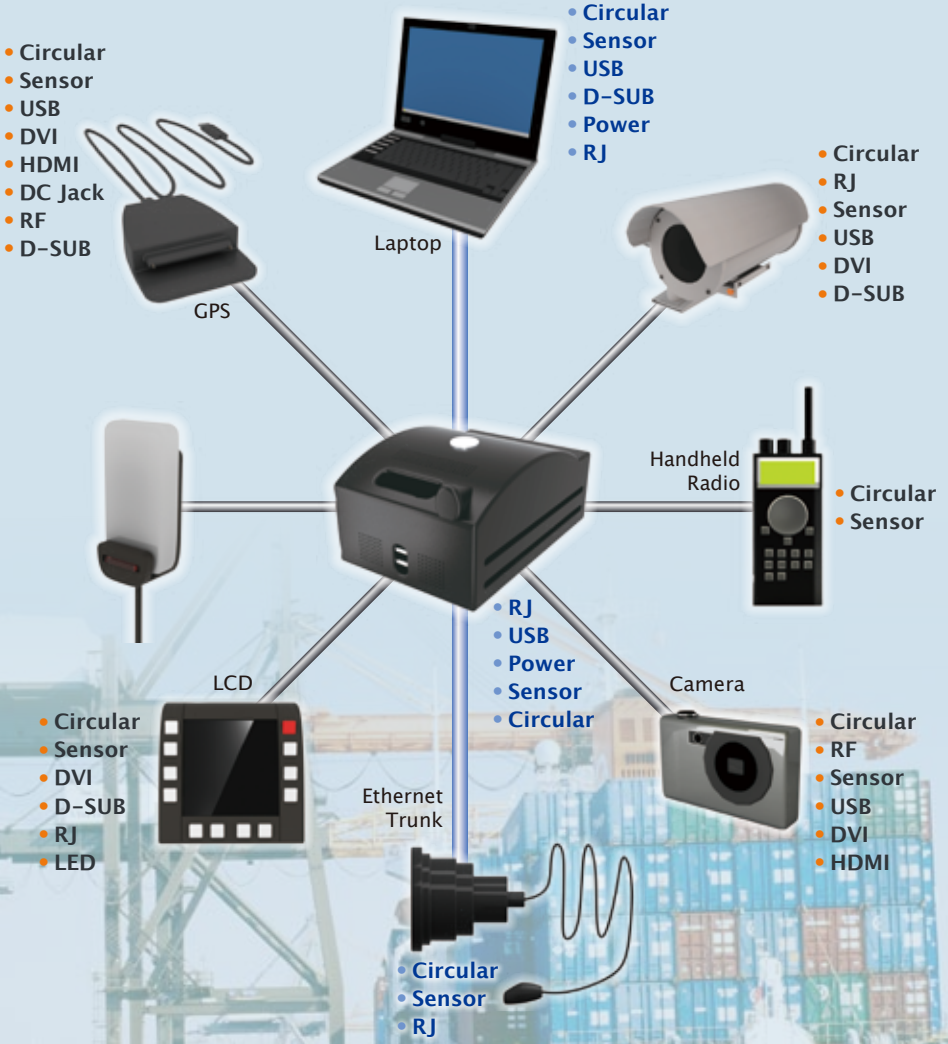 • Circular
• Sensor
• USB
• DVI
• HDMI
• DC Jack
• RF
• D-SUB
GPS
• Circular
• Sensor
• USB
• D-SUB
• Power
• RJ
Laptop
• Circular
• RJ
• Sensor
• USB
• DVI
• D-SUB
Handheld
Radio
• Circular
• Sensor
• RJ
• USB
• Power
• Sensor
• Circular
LCD
• Circular
• Sensor
• DVI
• D-SUB
• RJ
• LED
Camera
• Circular
• RF
• Sensor
• USB
• DVI
• HDMI
Ethernet
Trunk
• Circular
• Sensor
• RJ